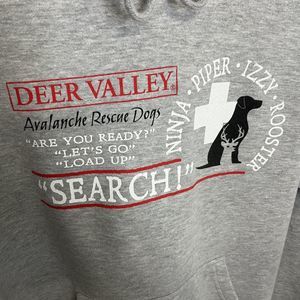 DEER VALLEY®
Avalanche Rescue Dogs
"ARE YOU READY?"
"LET'S GO"
"LOAD UP"
"SEARCH!"
NINJA · PIPER · IZZY · ROOSTER